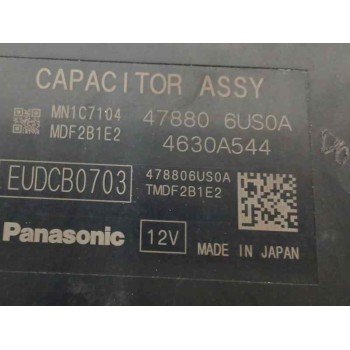 CAPACITOR ASSY
MN1C7104
MDF2B1E2
47880 6US0A
4630A544
EUDCB0703
478806US0A
TMDF2B1E2
Panasonic
12V
MADE IN JAPAN